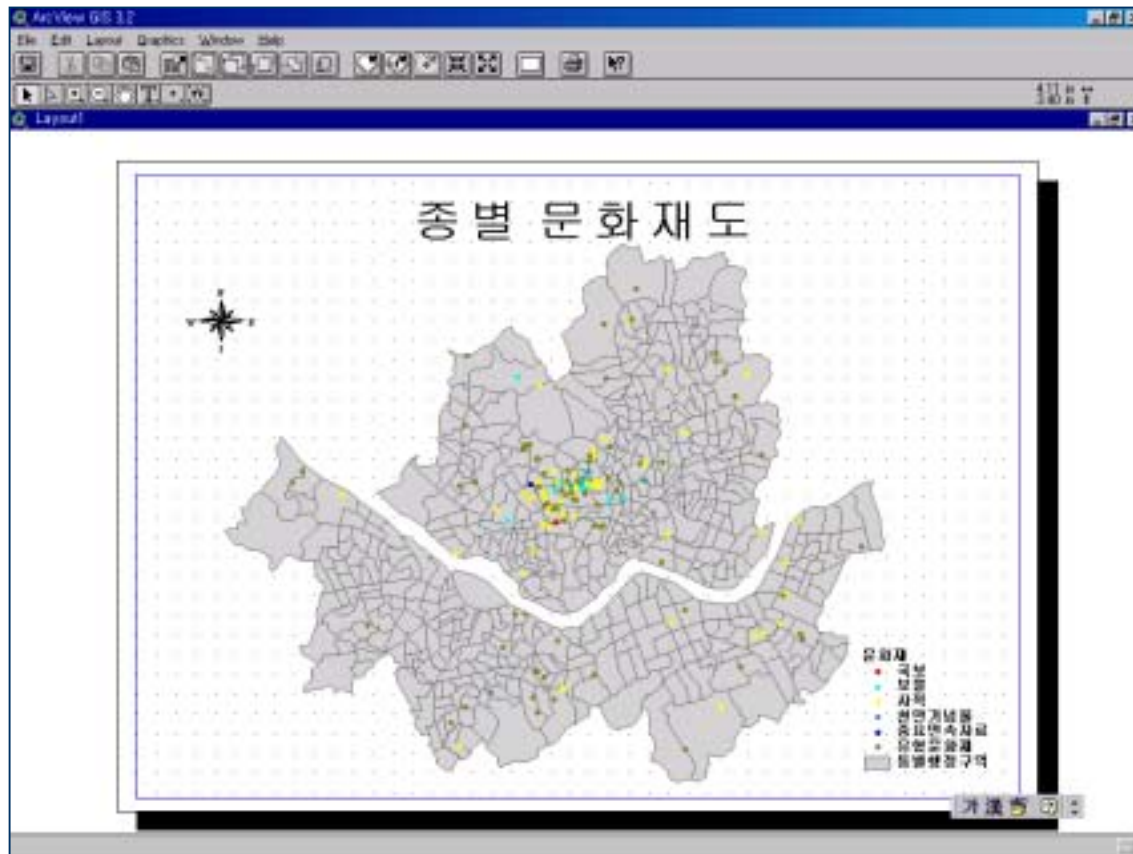 ArcView GIS 3.2
File Edit Layout Graphics Window Help
Layout1
종별 문화재도
문화재
국보
보물
사적
천연기념물
중요민속자료
유형문화재
동별행정구역
가 漢